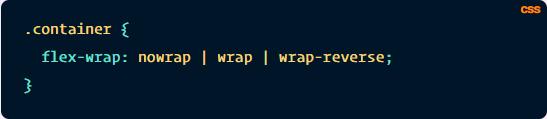 css
.container {
  flex-wrap: nowrap | wrap | wrap-reverse;
}